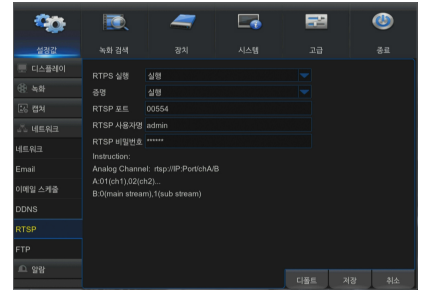 설정값 녹화 검색 장치 시스템 고급 종료
디스플레이
녹화
캡쳐
네트워크
네트워크
Email
이메일 스케쥴
DDNS
RTSP
FTP
알람
RTPS 실행 실행
증명 실행
RTSP 포트 00554
RTSP 사용자명 admin
RTSP 비밀번호 ******
Instruction:
Analog Channel: rtsp://IP:Port/chA/B
A:01(ch1),02(ch2)...
B:0(main stream),1(sub stream)
디폴트 저장 취소